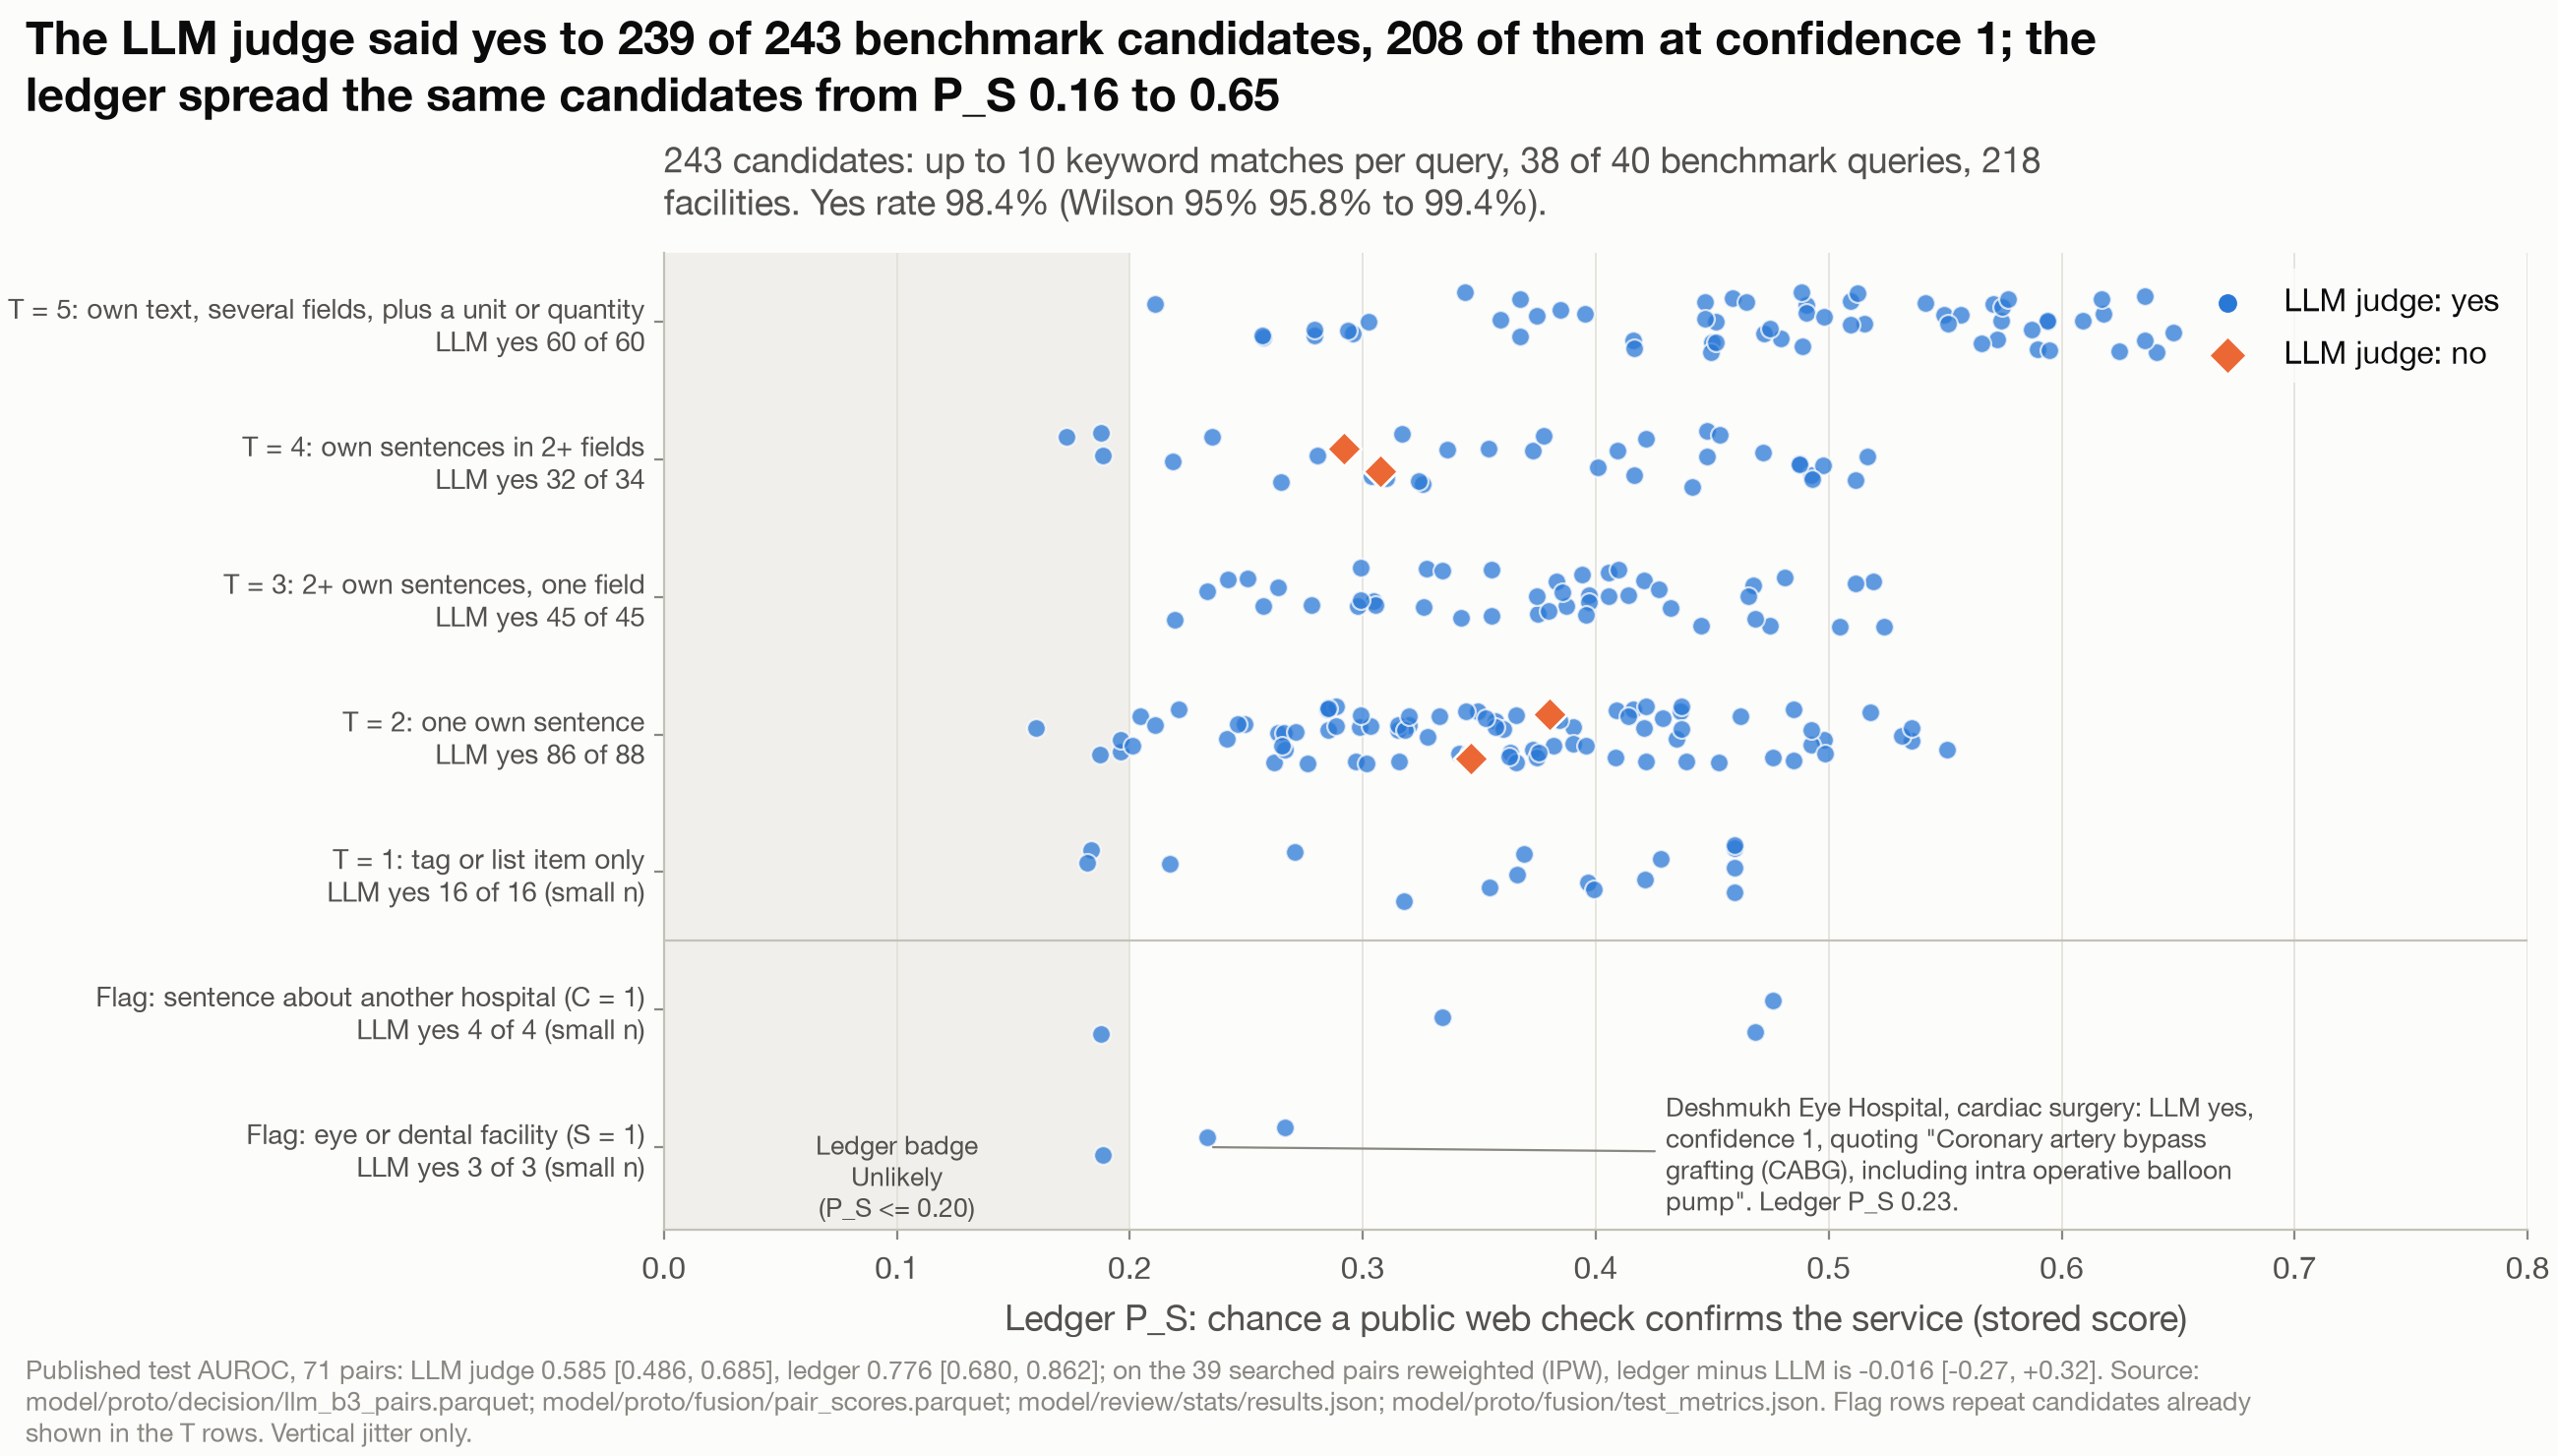 The LLM judge said yes to 239 of 243 benchmark candidates, 208 of them at confidence 1; the
ledger spread the same candidates from P_S 0.16 to 0.65
243 candidates: up to 10 keyword matches per query, 38 of 40 benchmark queries, 218
facilities. Yes rate 98.4% (Wilson 95% 95.8% to 99.4%).
LLM judge: yes
LLM judge: no
T = 5: own text, several fields, plus a unit or quantity
LLM yes 60 of 60
T = 4: own sentences in 2+ fields
LLM yes 32 of 34
T = 3: 2+ own sentences, one field
LLM yes 45 of 45
T = 2: one own sentence
LLM yes 86 of 88
T = 1: tag or list item only
LLM yes 16 of 16 (small n)
Flag: sentence about another hospital (C = 1)
LLM yes 4 of 4 (small n)
Flag: eye or dental facility (S = 1)
LLM yes 3 of 3 (small n)
Ledger badge
Unlikely
(P_S <= 0.20)
Deshmukh Eye Hospital, cardiac surgery: LLM yes,
confidence 1, quoting "Coronary artery bypass
grafting (CABG), including intra operative balloon
pump". Ledger P_S 0.23.
0.0 0.1 0.2 0.3 0.4 0.5 0.6 0.7 0.8
Ledger P_S: chance a public web check confirms the service (stored score)
Published test AUROC, 71 pairs: LLM judge 0.585 [0.486, 0.685], ledger 0.776 [0.680, 0.862]; on the 39 searched pairs reweighted (IPW), ledger minus LLM is -0.016 [-0.27, +0.32]. Source:
model/proto/decision/llm_b3_pairs.parquet; model/proto/fusion/pair_scores.parquet; model/review/stats/results.json; model/proto/fusion/test_metrics.json. Flag rows repeat candidates already
shown in the T rows. Vertical jitter only.